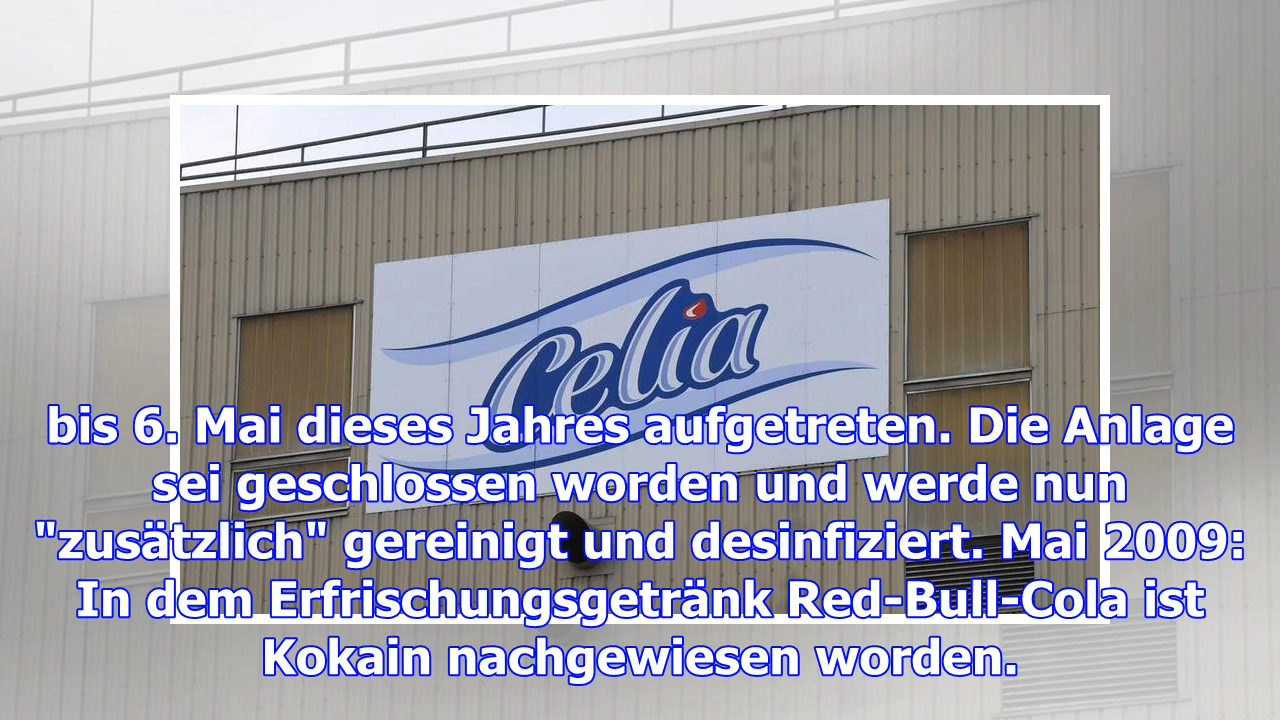 Celia
bis 6. Mai dieses Jahres aufgetreten. Die Anlage
sei geschlossen worden und werde nun
"zusätzlich" gereinigt und desinfiziert. Mai 2009:
In dem Erfrischungsgetränk Red-Bull-Cola ist
Kokain nachgewiesen worden.